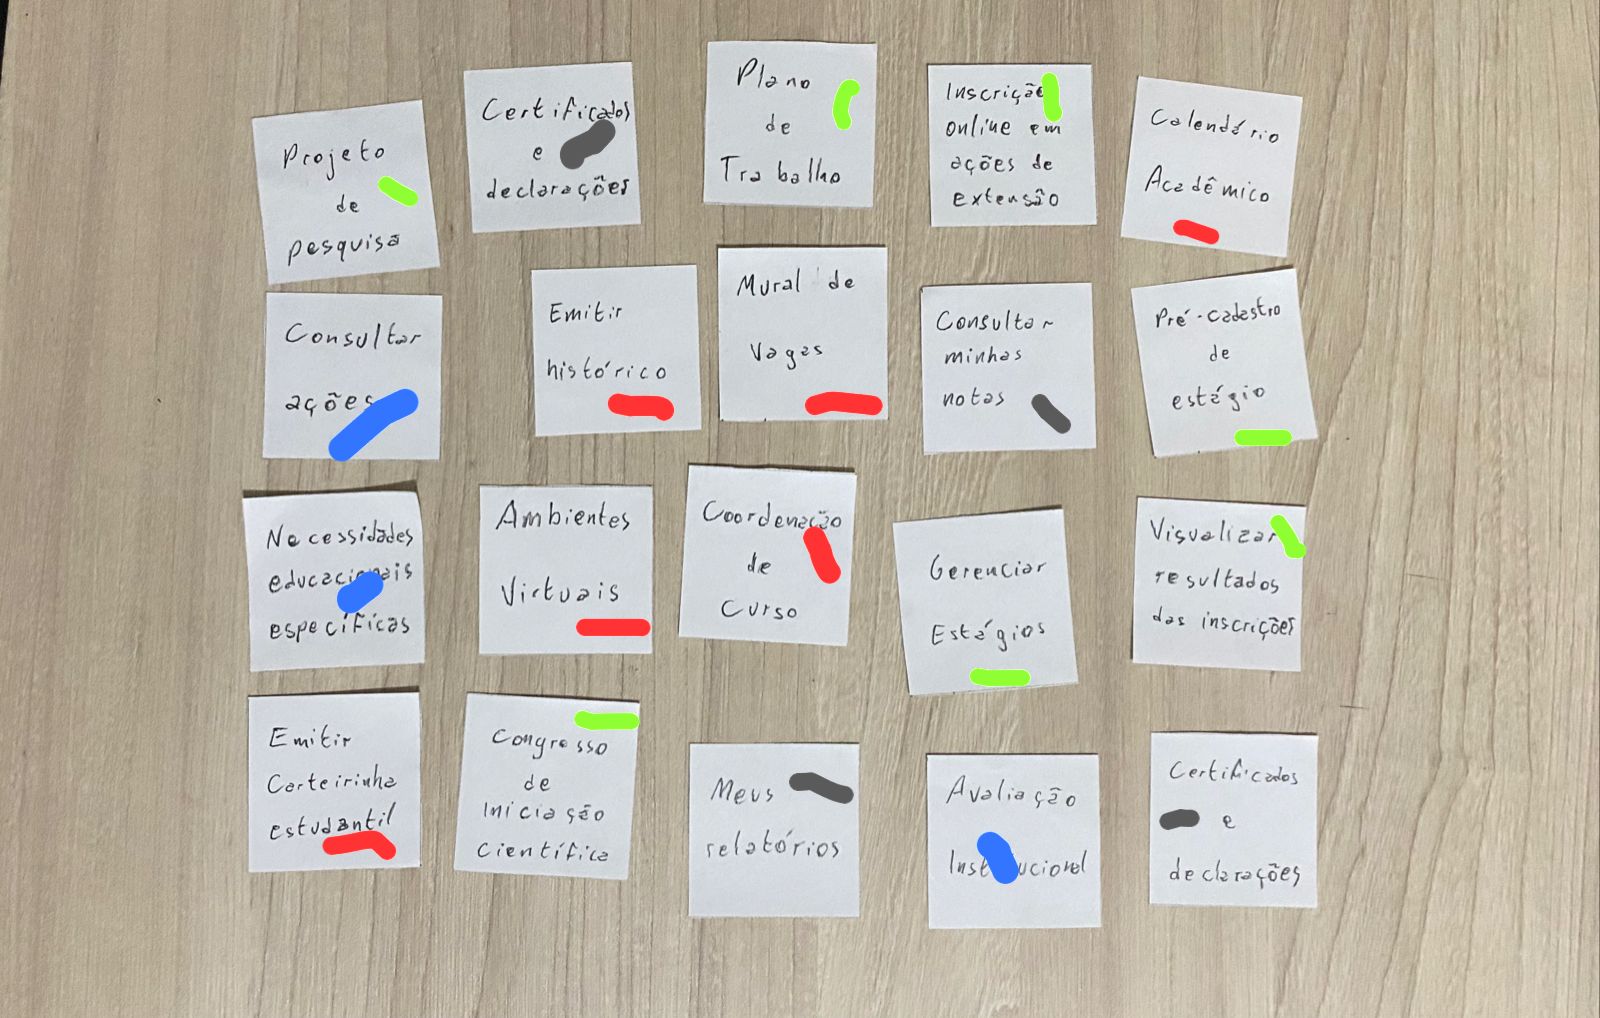 Projeto
de
pesquisa
Certificados
e
declarações
Plano
de
Trabalho
Inscrição
online em
ações de
extensão
Calendário
Acadêmico
Consultar
ações
Emitir
histórico
Mural de
Vagas
Consultar
minhas
notas
Pré-cadastro
de
estágio
Necessidades
educacionais
específicas
Ambientes
Virtuais
Coordenação
de
Curso
Gerenciar
Estágios
Visualizar
resultados
das inscrições
Emitir
Carteirinha
estudantil
Congresso
de
Iniciação
científica
Meus
relatórios
Avaliação
Institucional
Certificados
e
declarações